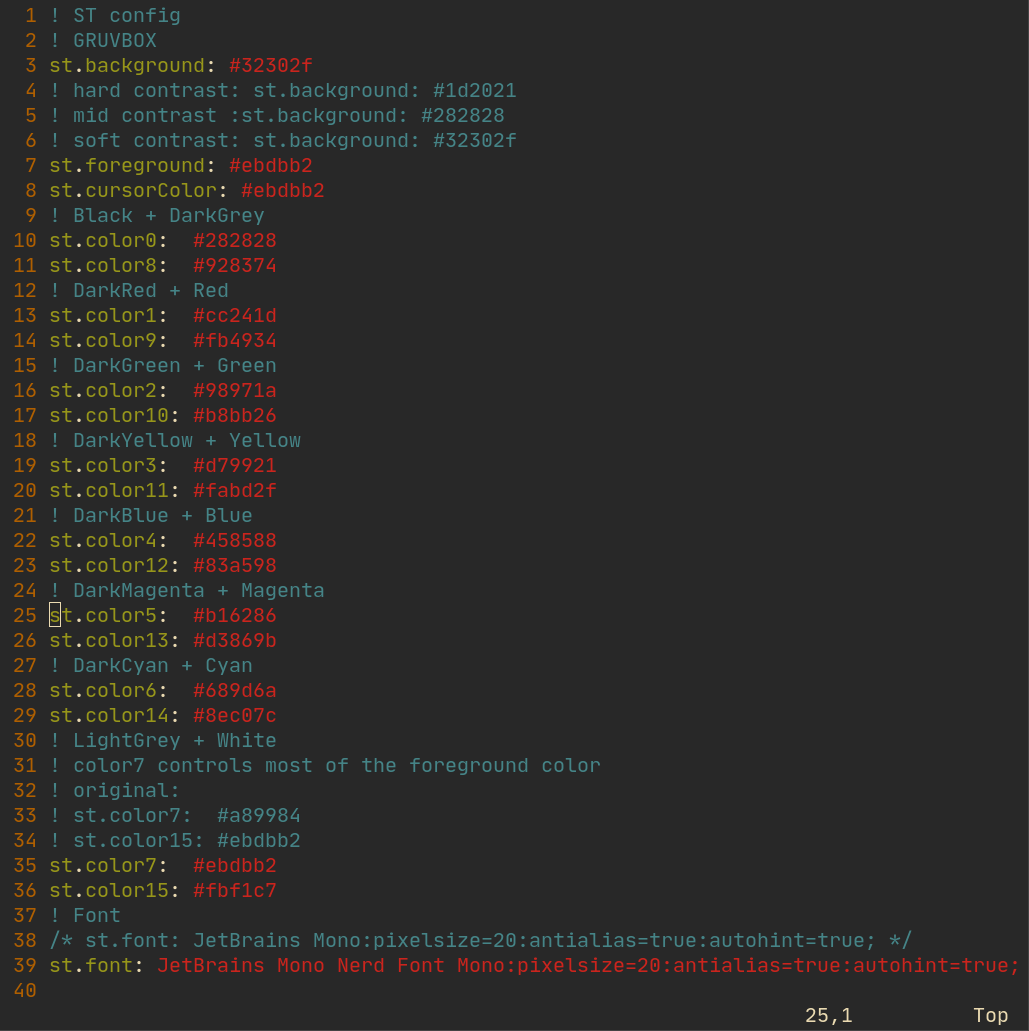 1 ! ST config
2 ! GRUVBOX
3 st.background: #32302f
4 ! hard contrast: st.background: #1d2021
5 ! mid contrast :st.background: #282828
6 ! soft contrast: st.background: #32302f
7 st.foreground: #ebdbb2
8 st.cursorColor: #ebdbb2
9 ! Black + DarkGrey
10 st.color0:  #282828
11 st.color8:  #928374
12 ! DarkRed + Red
13 st.color1:  #cc241d
14 st.color9:  #fb4934
15 ! DarkGreen + Green
16 st.color2:  #98971a
17 st.color10: #b8bb26
18 ! DarkYellow + Yellow
19 st.color3:  #d79921
20 st.color11: #fabd2f
21 ! DarkBlue + Blue
22 st.color4:  #458588
23 st.color12: #83a598
24 ! DarkMagenta + Magenta
25 st.color5:  #b16286
26 st.color13: #d3869b
27 ! DarkCyan + Cyan
28 st.color6:  #689d6a
29 st.color14: #8ec07c
30 ! LightGrey + White
31 ! color7 controls most of the foreground color
32 ! original:
33 ! st.color7:  #a89984
34 ! st.color15: #ebdbb2
35 st.color7:  #ebdbb2
36 st.color15: #fbf1c7
37 ! Font
38 /* st.font: JetBrains Mono:pixelsize=20:antialias=true:autohint=true; */
39 st.font: JetBrains Mono Nerd Font Mono:pixelsize=20:antialias=true:autohint=true;
40
25,1 Top